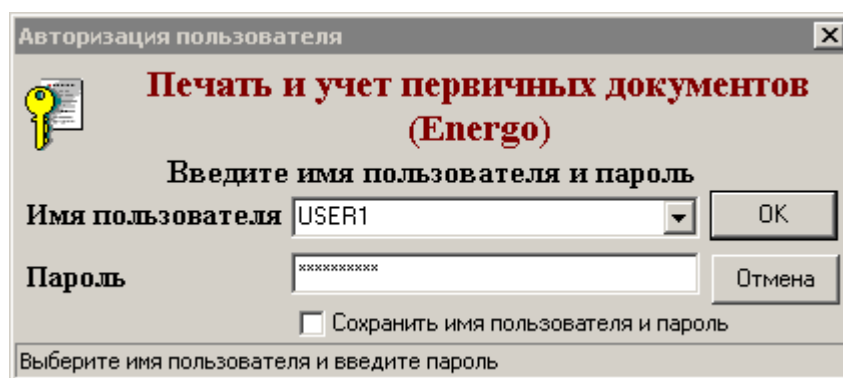 Авторизация пользователя
Печать и учет первичных документов
(Energo)
Введите имя пользователя и пароль
Имя пользователя USER1 OK
Пароль ********** Отмена
Сохранить имя пользователя и пароль
Выберите имя пользователя и введите пароль